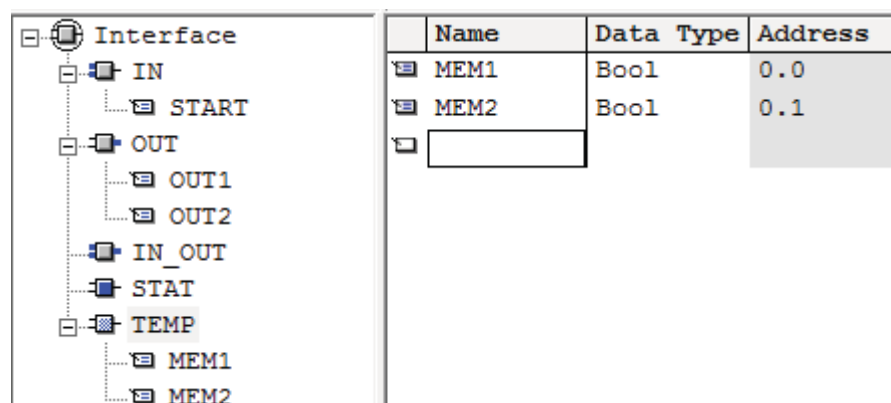 Interface
IN
START
OUT
OUT1
OUT2
IN_OUT
STAT
TEMP
MEM1
MEM2
Name Data Type Address
MEM1 Bool 0.0
MEM2 Bool 0.1